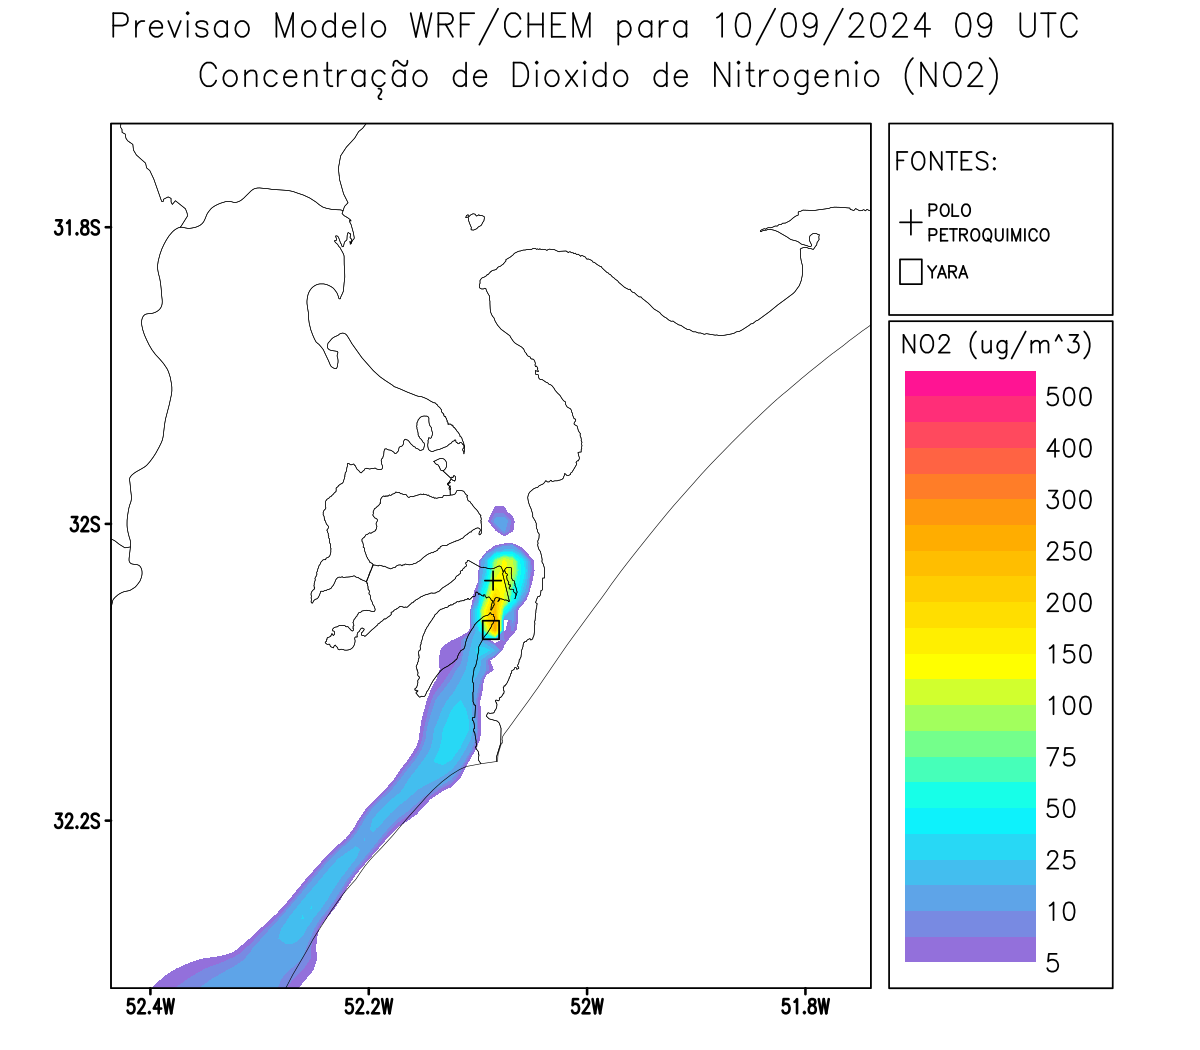 Previsao Modelo WRF/CHEM para 10/09/2024 09 UTC
Concentração de Dioxido de Nitrogenio (NO2)
FONTES:
POLO
PETROQUIMICO
YARA
NO2 (ug/m^3)
500
400
300
250
200
150
100
75
50
25
10
5
31.8S
32S
32.2S
52.4W
52.2W
52W
51.8W